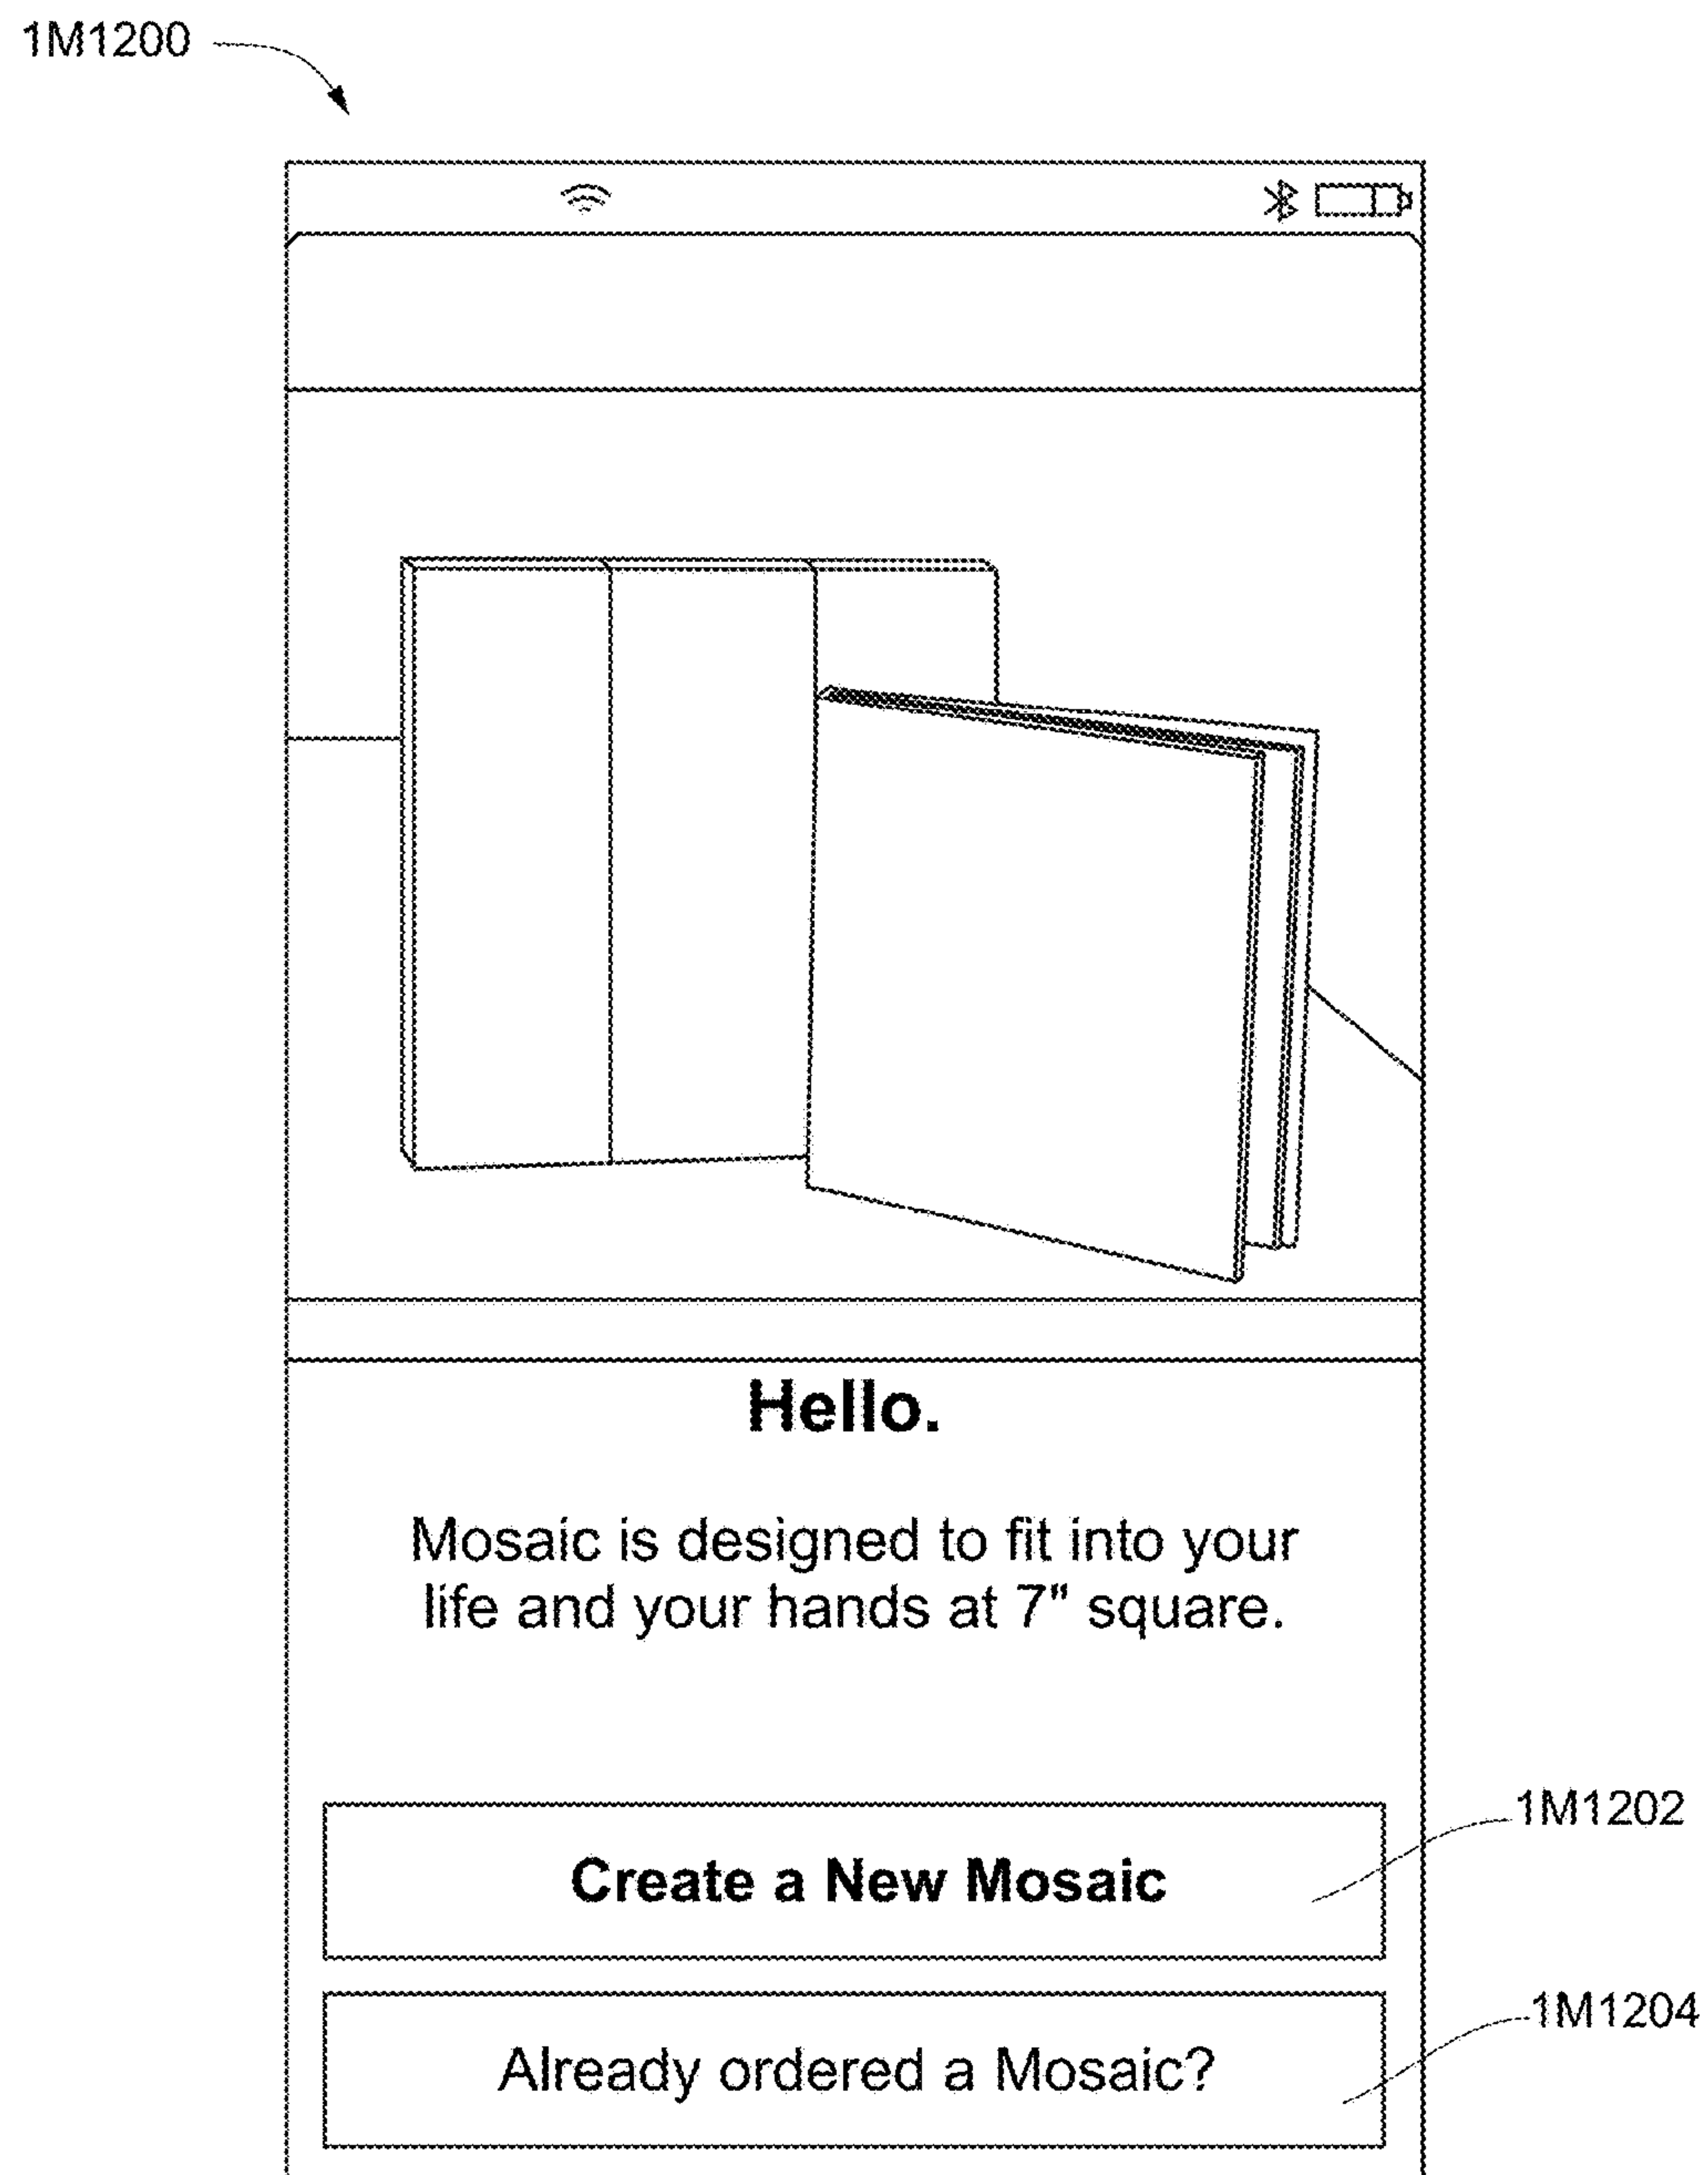 1M1200
Hello.
Mosaic is designed to fit into your
life and your hands at 7" square.
1M1202
Create a New Mosaic
1M1204
Already ordered a Mosaic?